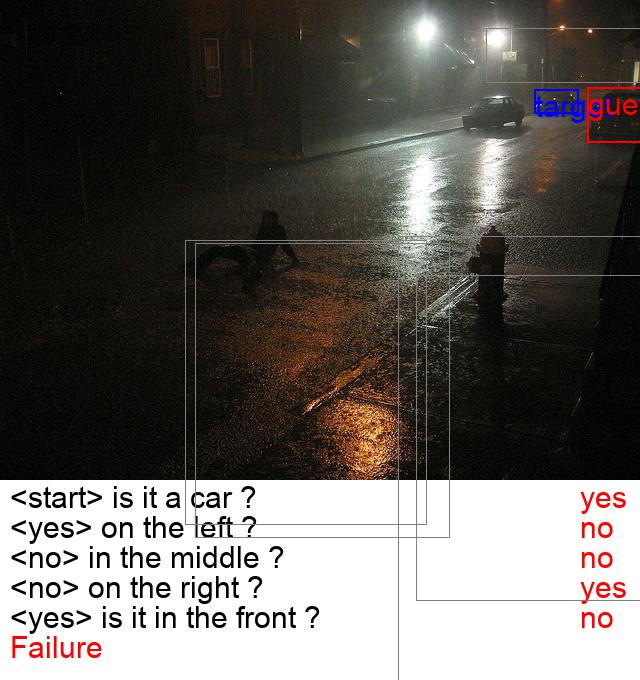 targ gue
<start> is it a car ? yes
<yes> on the left ? no
<no> in the middle ? no
<no> on the right ? yes
<yes> is it in the front ? no
Failure